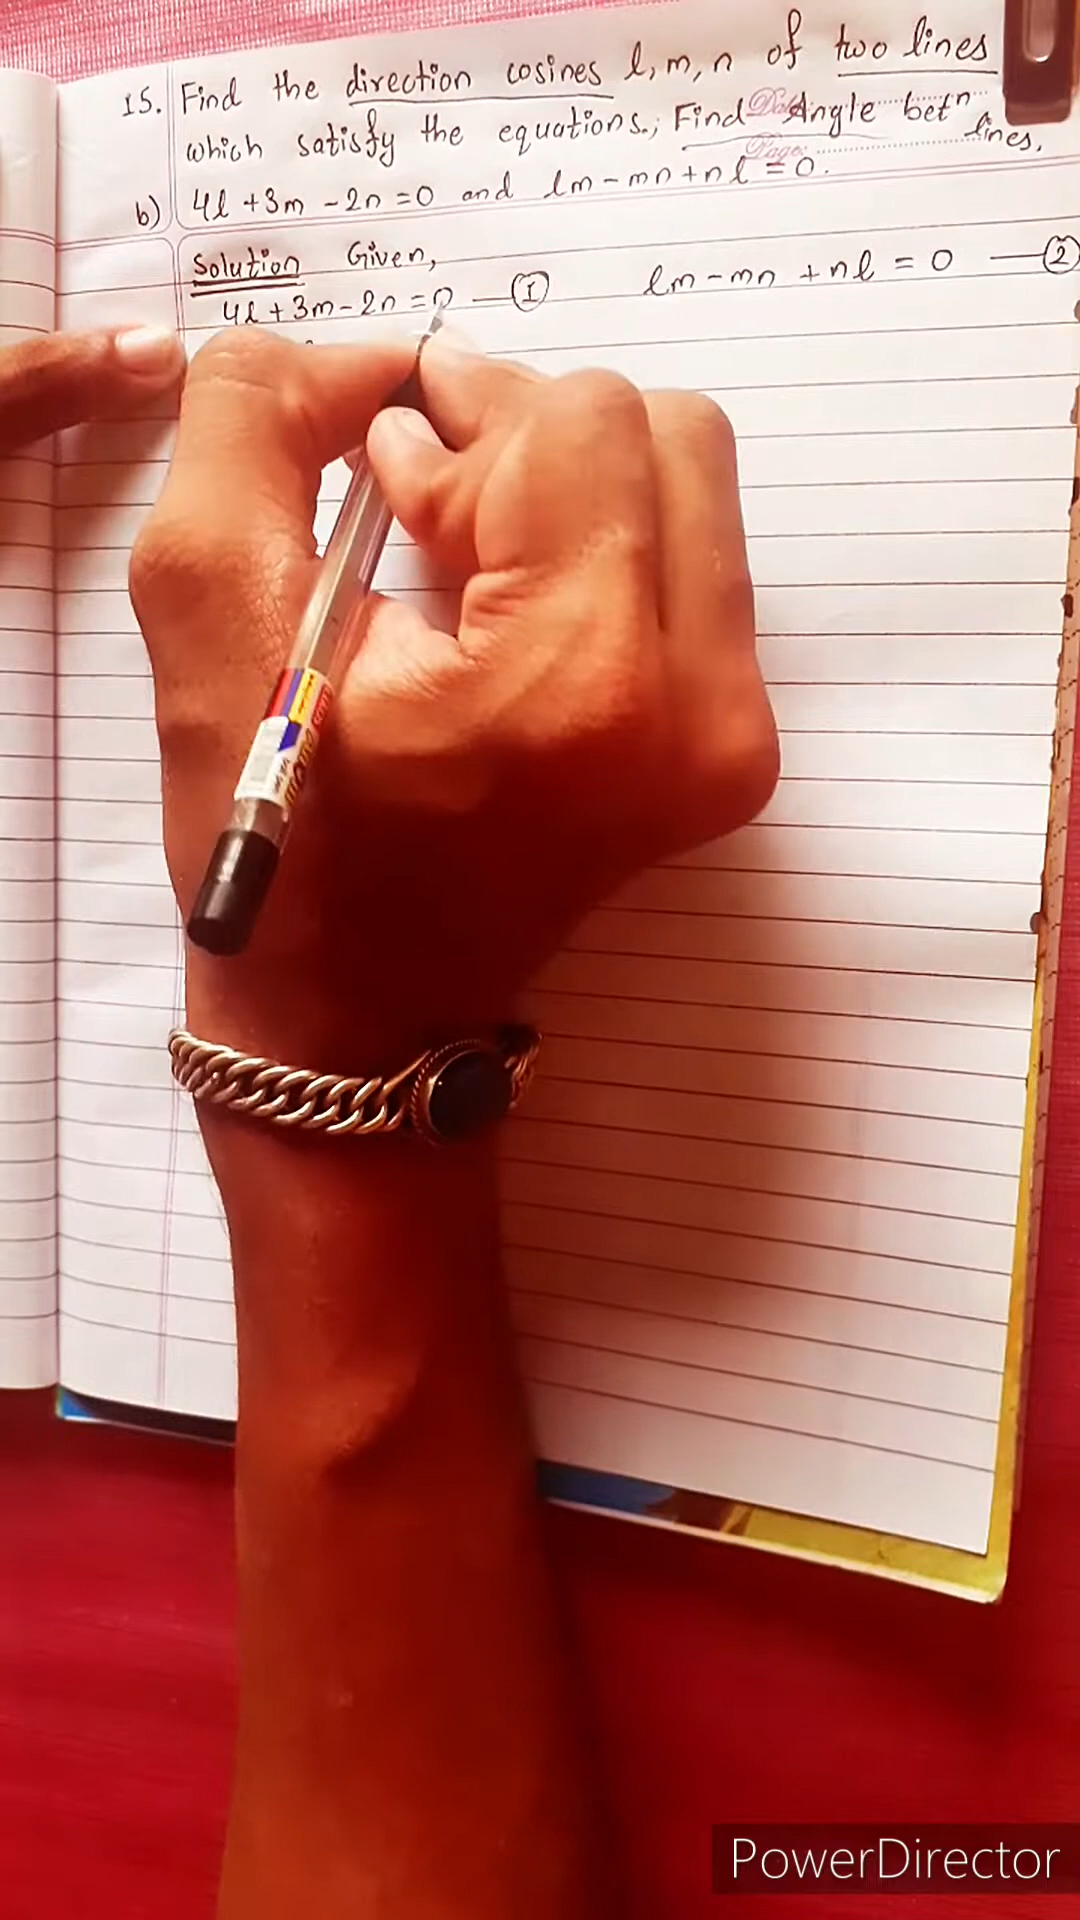 15. Find the direction cosines l, m, n of two lines
which satisfy the equations., Find Angle betn lines.
b) 4l + 3m - 2n = 0 and lm - mn + nl = 0.
Solution Given,
4l + 3m - 2n = 0 — (1) lm - mn + nl = 0 — (2)
PowerDirector